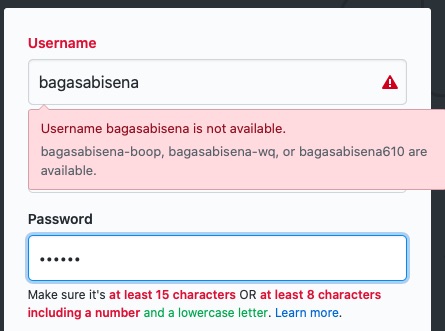 Username
bagasabisena
Username bagasabisena is not available.
bagasabisena-boop, bagasabisena-wq, or bagasabisena610 are
available.
Password
••••••
Make sure it's at least 15 characters OR at least 8 characters
including a number and a lowercase letter. Learn more.